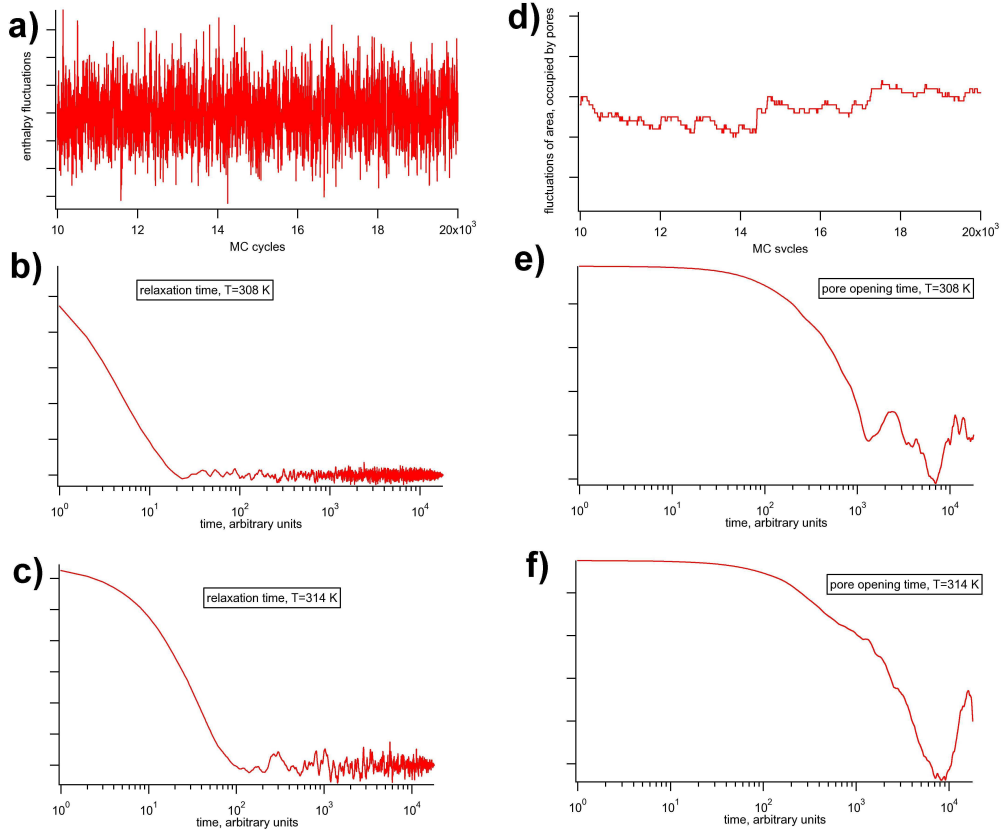 a)
enthalpy fluctuations
10 12 14 16 18 20x10³
MC cycles
b)
relaxation time, T=308 K
10⁰ 10¹ 10² 10³ 10⁴
time, arbitrary units
c)
relaxation time, T=314 K
10⁰ 10¹ 10² 10³ 10⁴
time, arbitrary units
d)
fluctuations of area, occupied by pores
10 12 14 16 18 20x10³
MC svcles
e)
pore opening time, T=308 K
10⁰ 10¹ 10² 10³ 10⁴
time, arbitrary units
f)
pore opening time, T=314 K
10⁰ 10¹ 10² 10³ 10⁴
time, arbitrary units